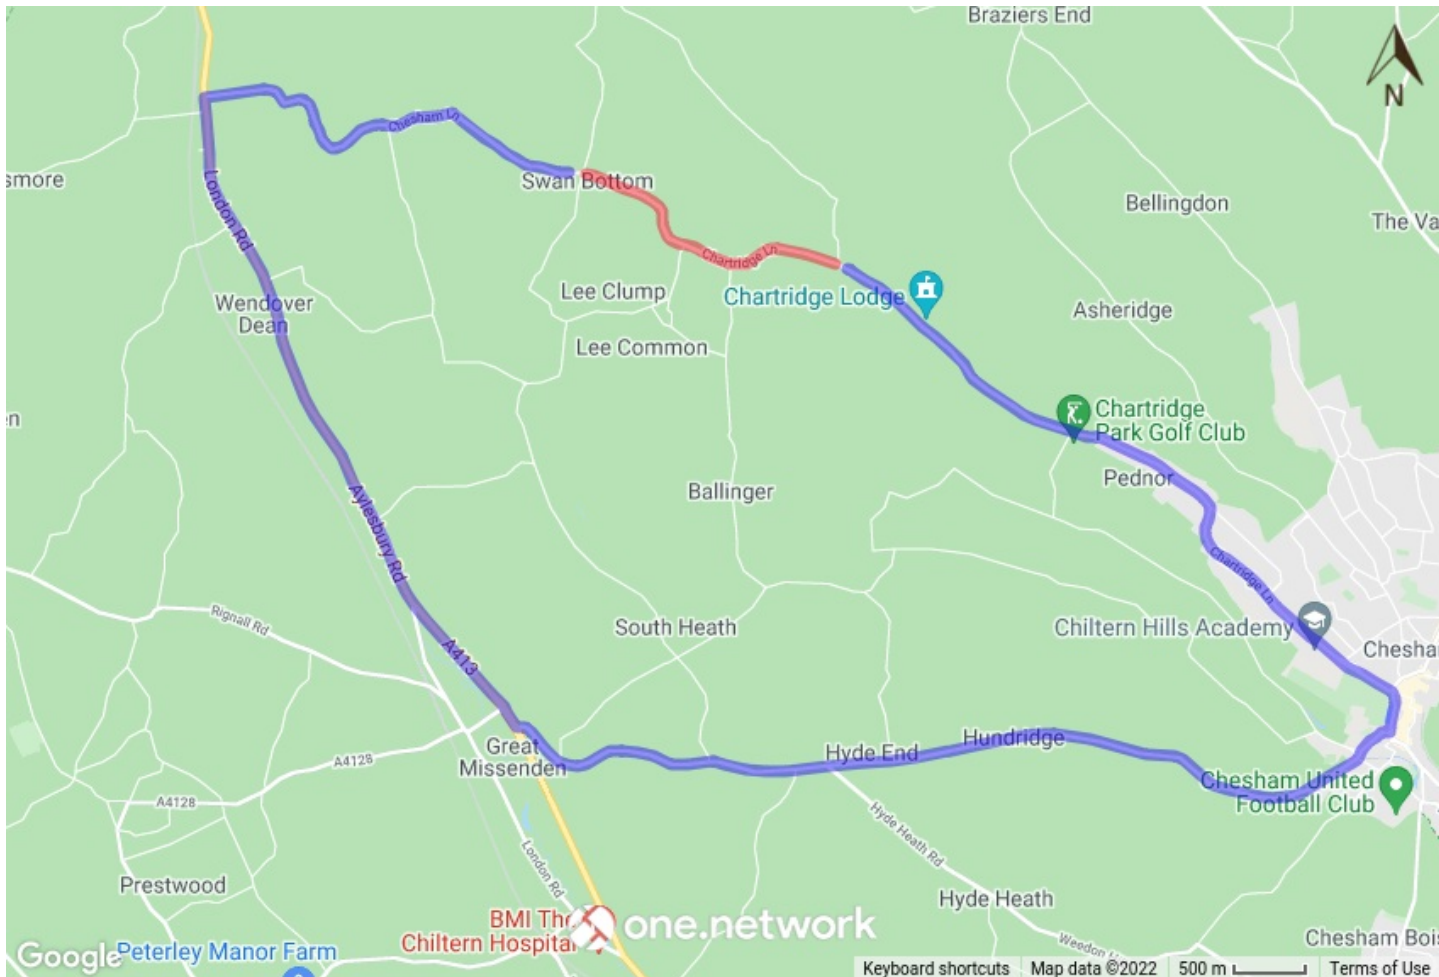 Braziers End
N
Chesham Ln
smore
Swan Bottom
Bellingdon
The Va
London Rd
Chartridge Ln
Lee Clump
Chartridge Lodge
Wendover
Dean
Asheridge
Lee Common
en
Chartridge
Park Golf Club
Pednor
Ballinger
Aylesbury Rd
Chartridge Ln
Rignall Rd
South Heath
Chiltern Hills Academy
Chesha
A413
Great
Missenden
Hyde End
Hundridge
A4128
A4128
Chesham United
Football Club
Hyde Heath Rd
London Rd
Prestwood
Hyde Heath
BMI The
Chiltern Hospital
one.network
Weedon
Chesham Bois
Google
Peterley Manor Farm
Keyboard shortcuts
Map data ©2022
500 m
Terms of Use